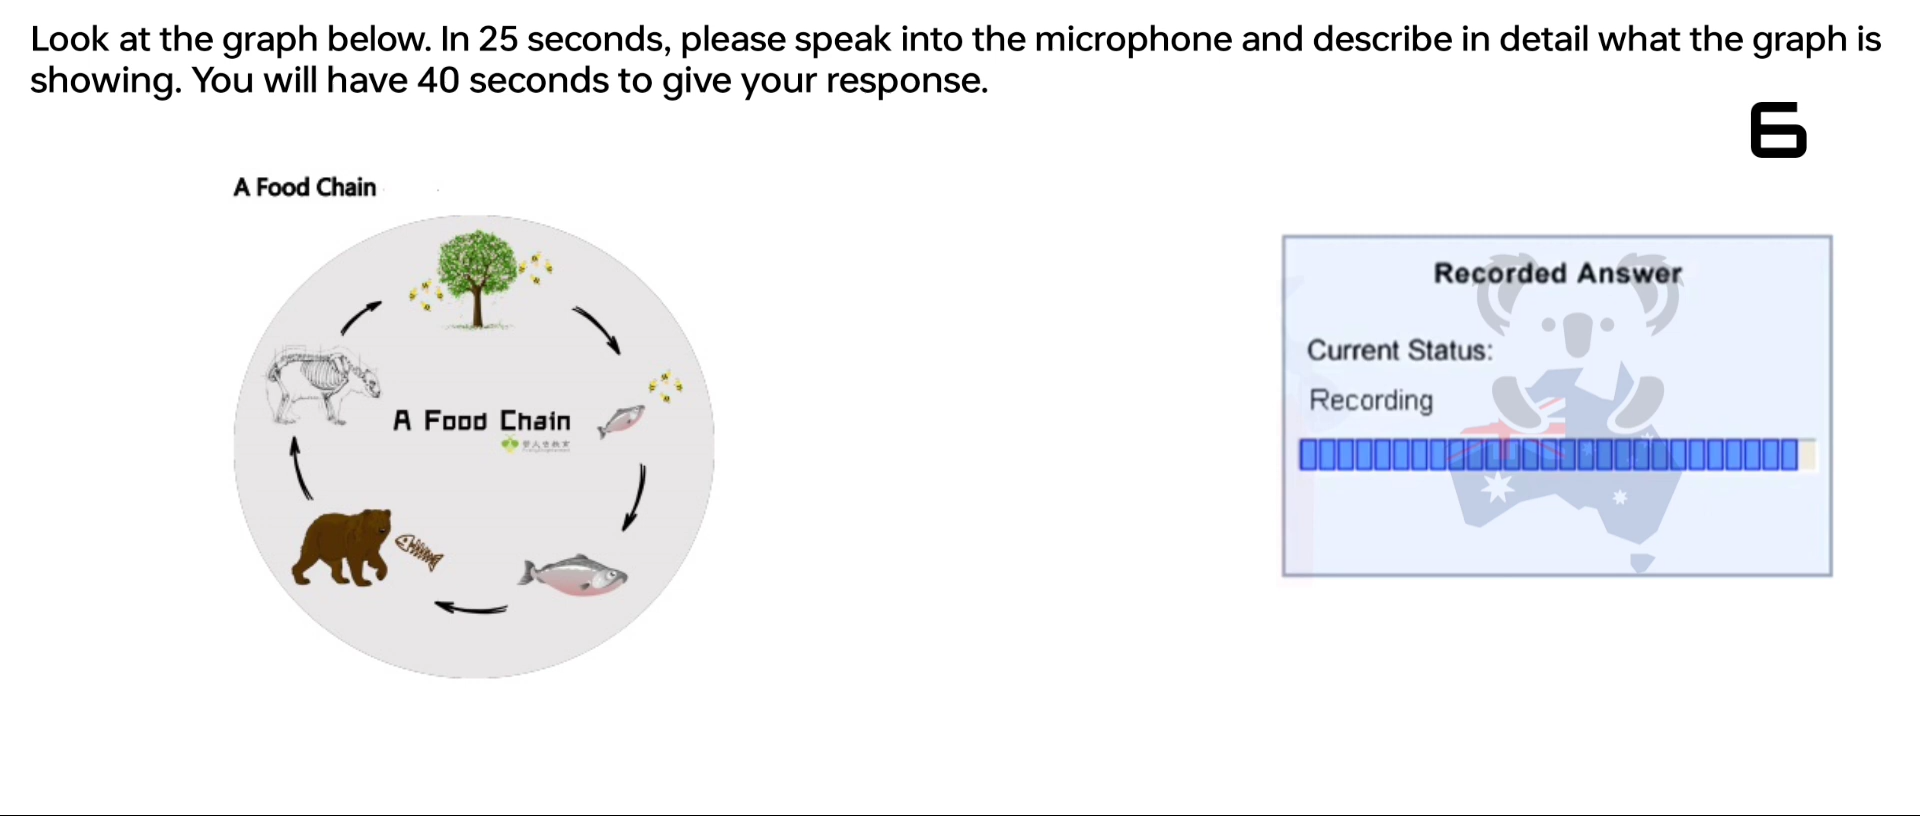 Look at the graph below. In 25 seconds, please speak into the microphone and describe in detail what the graph is
showing. You will have 40 seconds to give your response.
6
A Food Chain
A Food Chain
Recorded Answer
Current Status:
Recording